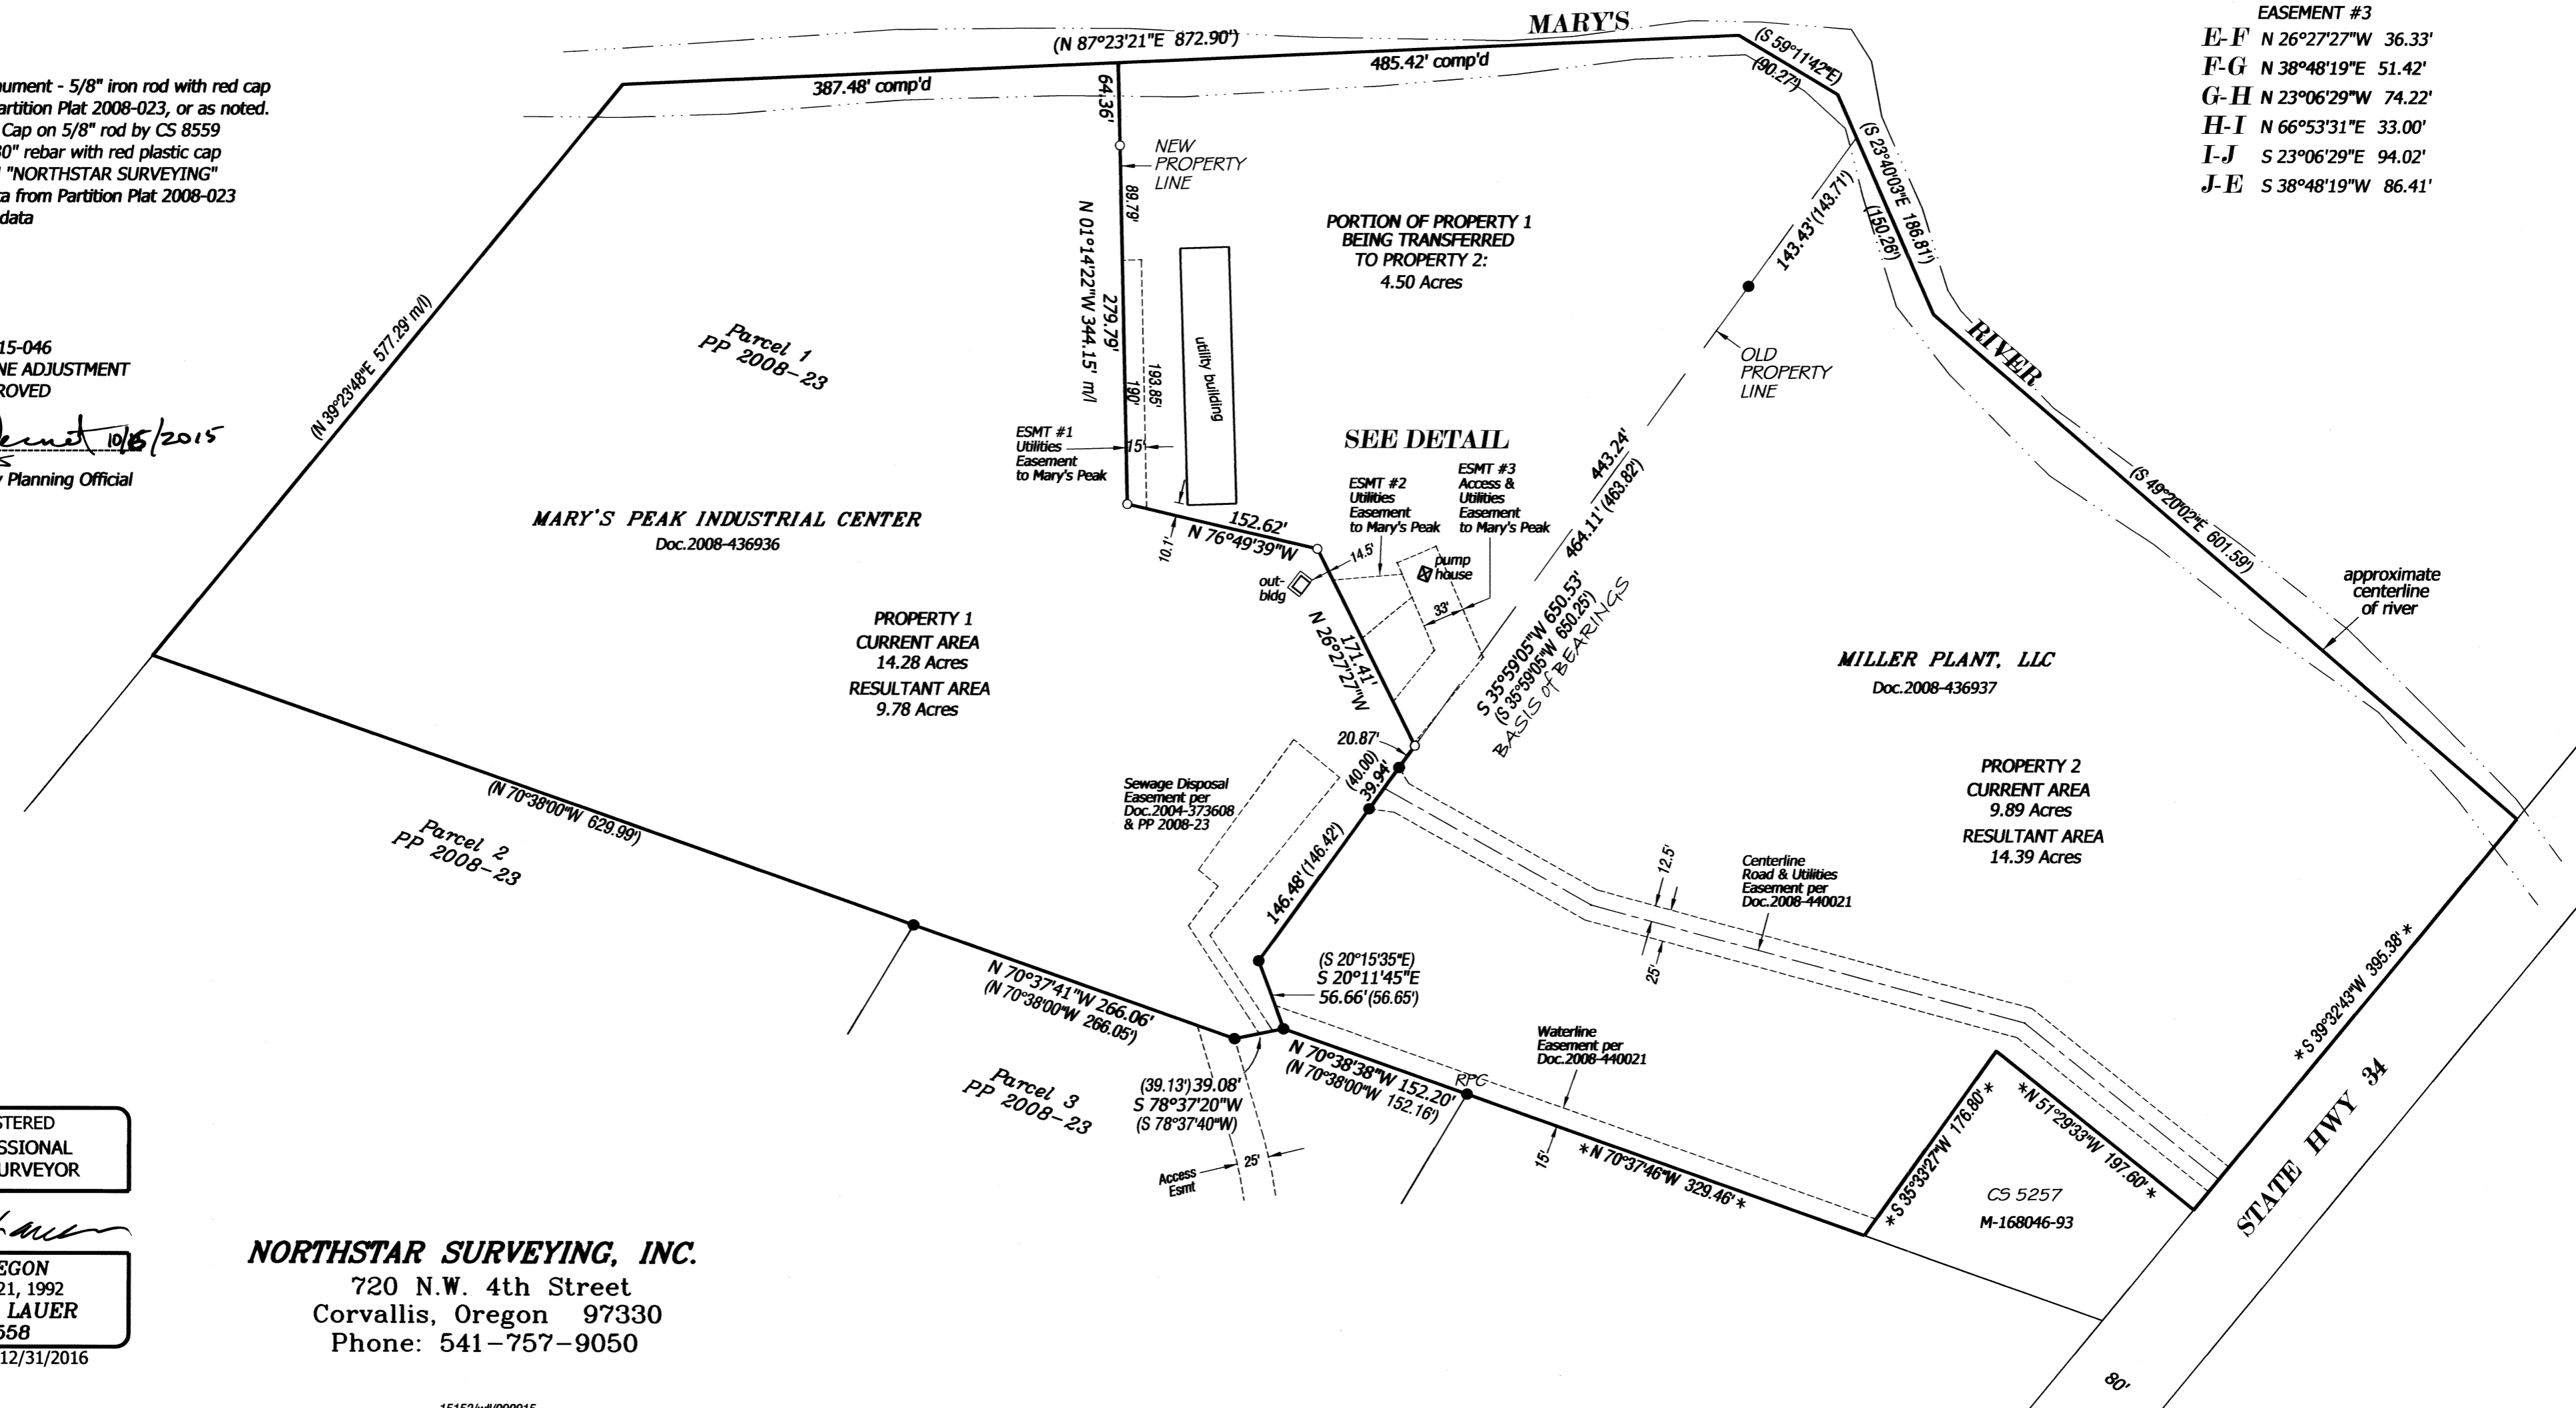 EASEMENT #3
E-F N 26°27'27"W 36.33'
F-G N 38°48'19"E 51.42'
G-H N 23°06'29"W 74.22'
H-I N 66°53'31"E 33.00'
I-J S 23°06'29"E 94.02'
J-E S 38°48'19"W 86.41'
MARY'S
(N 87°23'21"E 872.90')
387.48' comp'd
485.42' comp'd
(S 59°11'42"E)
(90.27')
ument - 5/8" iron rod with red cap
artition Plat 2008-023, or as noted.
Cap on 5/8" rod by CS 8559
30" rebar with red plastic cap
"NORTHSTAR SURVEYING"
a from Partition Plat 2008-023
data
64.36'
NEW
PROPERTY
LINE
89.79'
N 01°14'22"W 344.15' m/l
279.79'
193.85'
190'
utility building
PORTION OF PROPERTY 1
BEING TRANSFERRED
TO PROPERTY 2:
4.50 Acres
143.43'(143.71')
(S 23°40'03"E 186.81')
(150.26')
RIVER
OLD
PROPERTY
LINE
(N 39°23'48"E 577.29' m/l)
Parcel 1
PP 2008-23
15-046
NE ADJUSTMENT
ROVED
2015
Planning Official
ESMT #1
Utilities
Easement
to Mary's Peak
15'
SEE DETAIL
ESMT #2
Utilities
Easement
to Mary's Peak
ESMT #3
Access &
Utilities
Easement
to Mary's Peak
443.24'
464.11' (463.82')
(S 49°20'02"E 601.59')
MARY'S PEAK INDUSTRIAL CENTER
Doc.2008-436936
152.62'
N 76°49'39"W
10.1'
14.5'
out-
bldg
pump
house
33'
N 26°27'27"W
171.41'
S 35°59'05"W 650.53'
(S 35°59'05"W 650.25')
BASIS of BEARINGS
approximate
centerline
of river
PROPERTY 1
CURRENT AREA
14.28 Acres
RESULTANT AREA
9.78 Acres
MILLER PLANT, LLC
Doc.2008-436937
20.87'
(40.00)
39.94'
Sewage Disposal
Easement per
Doc.2004-373608
& PP 2008-23
PROPERTY 2
CURRENT AREA
9.89 Acres
RESULTANT AREA
14.39 Acres
(N 70°38'00"W 629.99')
Parcel 2
PP 2008-23
146.48'(146.42')
12.5'
25'
Centerline
Road & Utilities
Easement per
Doc.2008-440021
(S 20°15'35"E)
S 20°11'45"E
56.66'(56.65')
*S 39°32'43"W 395.38'*
N 70°37'41"W 266.06'
(N 70°38'00"W 266.05')
Waterline
Easement per
Doc.2008-440021
N 70°38'38"W 152.20'
(N 70°38'00"W 152.16')
RPC
Parcel 3
PP 2008-23
(39.13')39.08'
S 78°37'20"W
(S 78°37'40"W)
Access
Esmt
25'
15'
*N 70°37'46"W 329.46'*
*S 35°33'27"W 176.80'*
*N 51°29'33"W 197.60'*
CS 5257
M-168046-93
STATE HWY 34
80'
STERED
SSIONAL
URVEYOR
EGON
21, 1992
LAUER
558
12/31/2016
NORTHSTAR SURVEYING, INC.
720 N.W. 4th Street
Corvallis, Oregon 97330
Phone: 541-757-9050